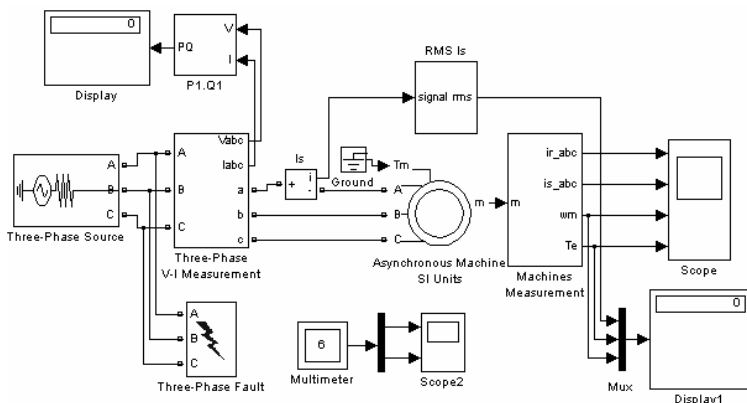 0
Display
PQ
V
I
P1.Q1
RMS Is
signal rms
A
B
C
Three-Phase Source
A
B
C
Vabc
Iabc
a
b
c
Three-Phase
V-I Measurement
Is
+
i
-
Ground
Tm
A
B
C
m
Asynchronous Machine
SI Units
m
ir_abc
is_abc
wm
Te
Machines
Measurement
Scope
A
B
C
Three-Phase Fault
6
Multimeter
Scope2
Mux
0
Display1